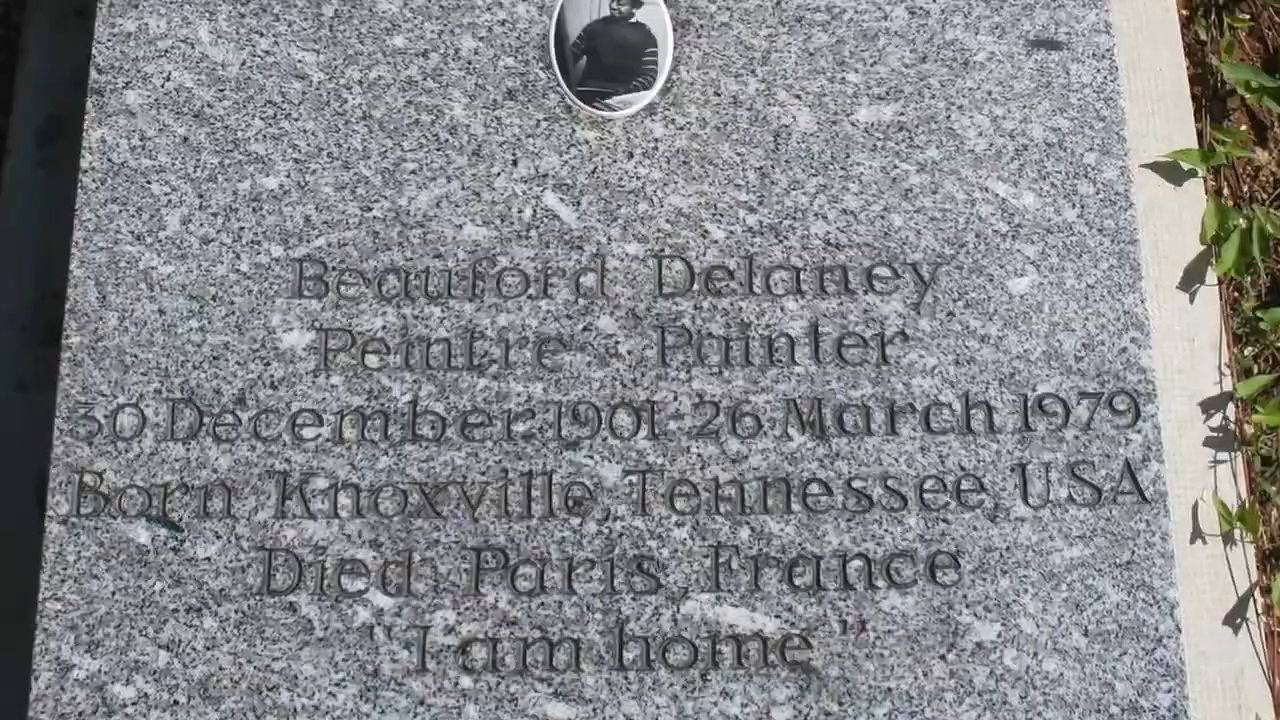 Beauford Delaney
Peintre - Painter
30 December 1901-26 March 1979
Born Knoxville, Tennessee, USA
Died Paris, France
"I am home"